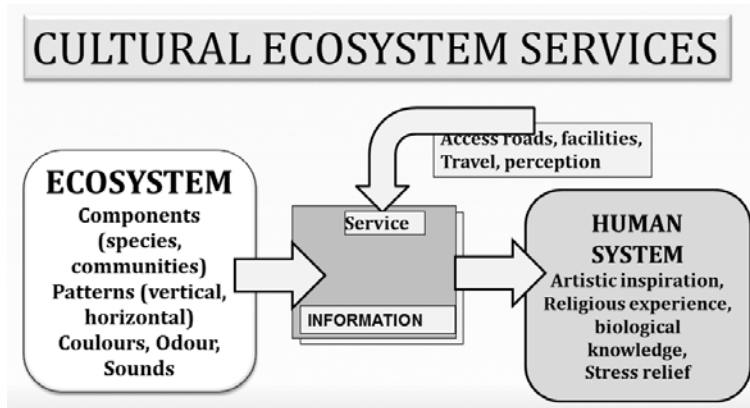 CULTURAL ECOSYSTEM SERVICES
Access roads, facilities,
Travel, perception
ECOSYSTEM
Components
(species,
communities)
Patterns (vertical,
horizontal)
Coulours, Odour,
Sounds
Service
INFORMATION
HUMAN
SYSTEM
Artistic inspiration,
Religious experience,
biological
knowledge,
Stress relief